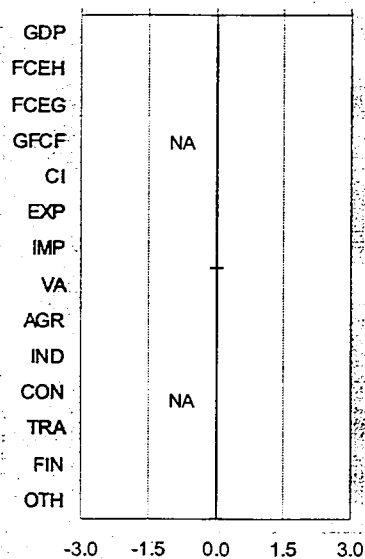 GDP
FCEH
FCEG
GFCF NA
CI
EXP
IMP
VA
AGR
IND
CON NA
TRA
FIN
OTH
-3.0 -1.5 0.0 1.5 3.0